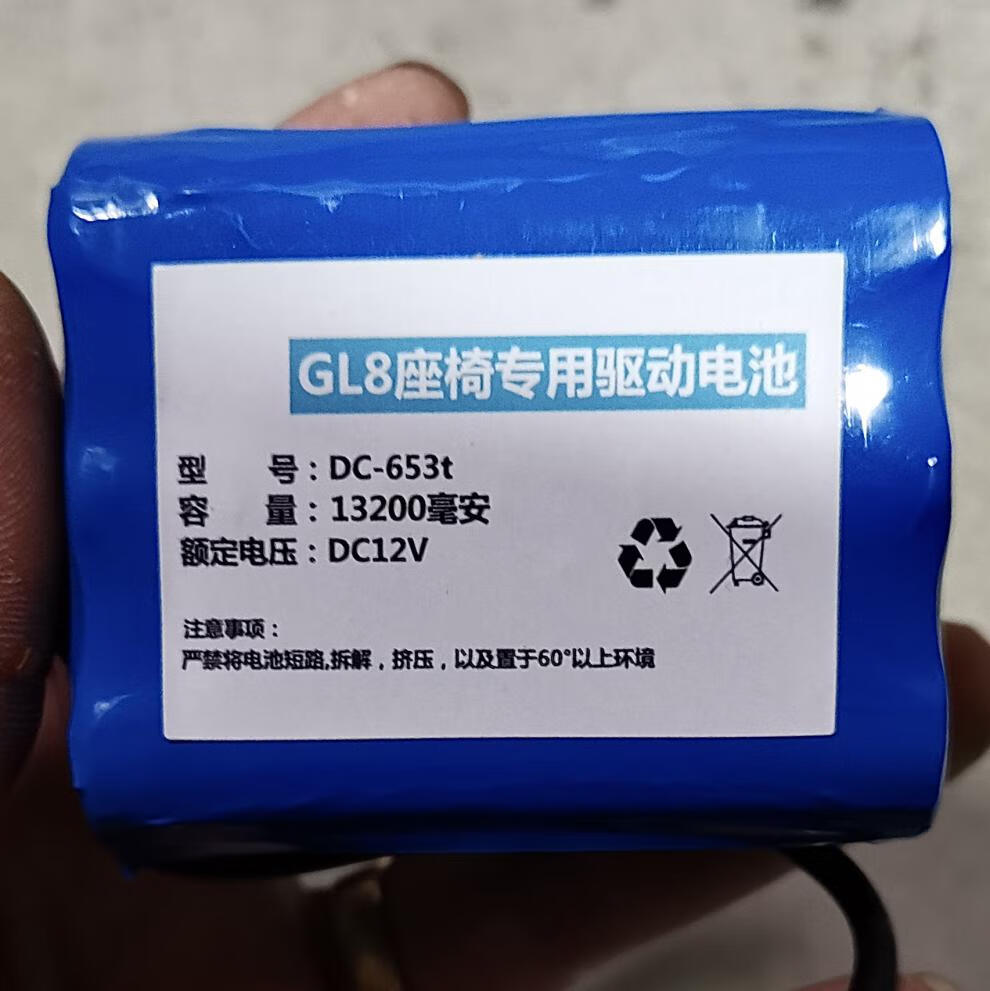 GL8座椅专用驱动电池
型 号：DC-653t
容 量：13200毫安
额定电压：DC12V
注意事项：
严禁将电池短路,拆解，挤压，以及置于60°以上环境